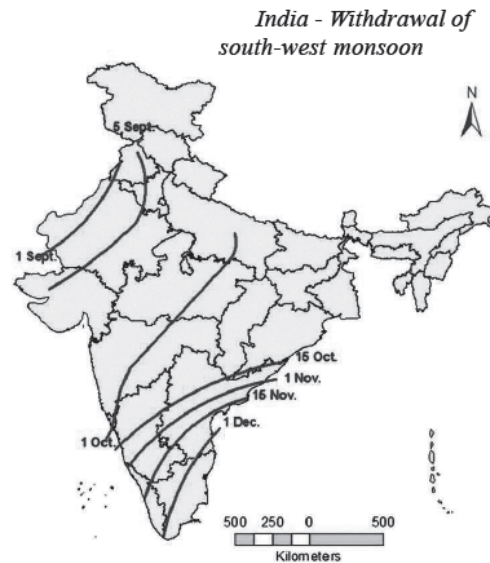 India - Withdrawal of
south-west monsoon
N
5 Sept.
1 Sept.
15 Oct.
1 Nov.
15 Nov.
1 Dec.
1 Oct.
500 250 0 500
Kilometers